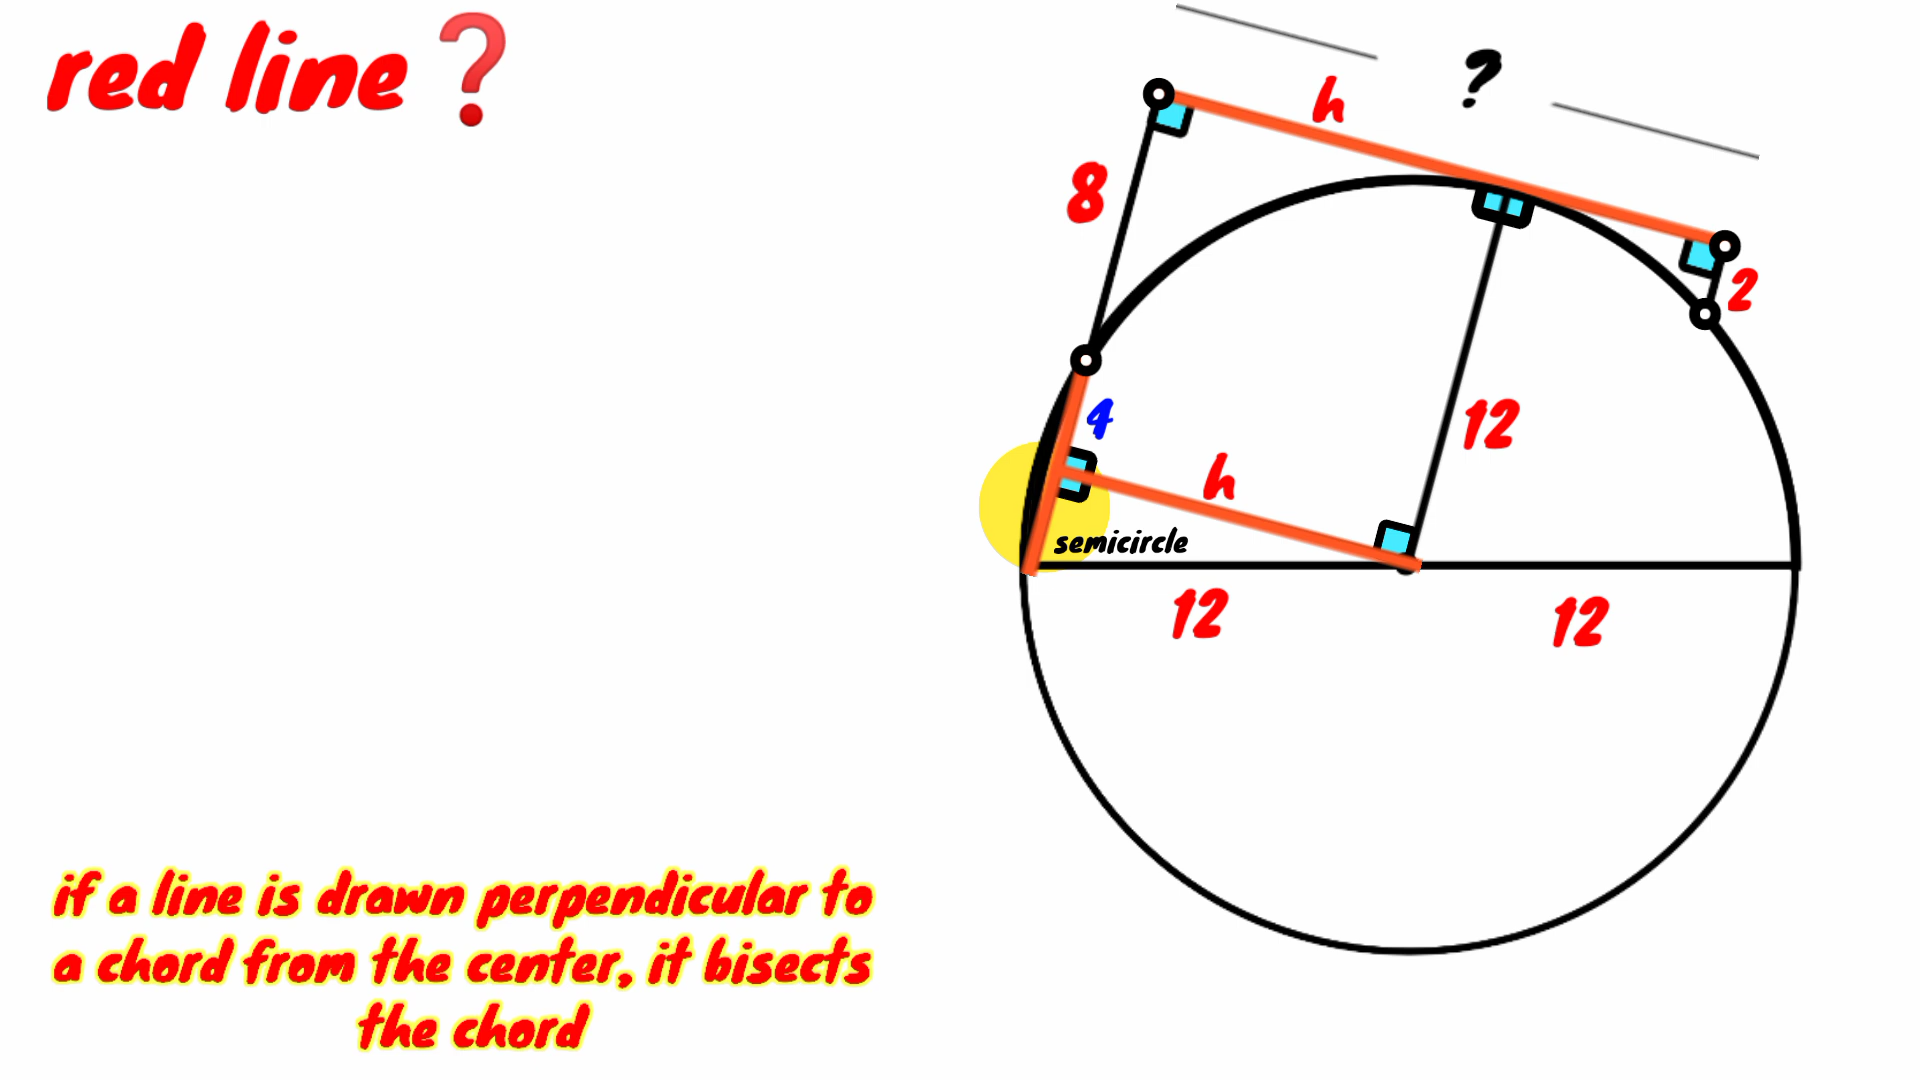 red line❓
?
h
8
2
4
12
h
semicircle
12
12
if a line is drawn perpendicular to
a chord from the center, it bisects
the chord